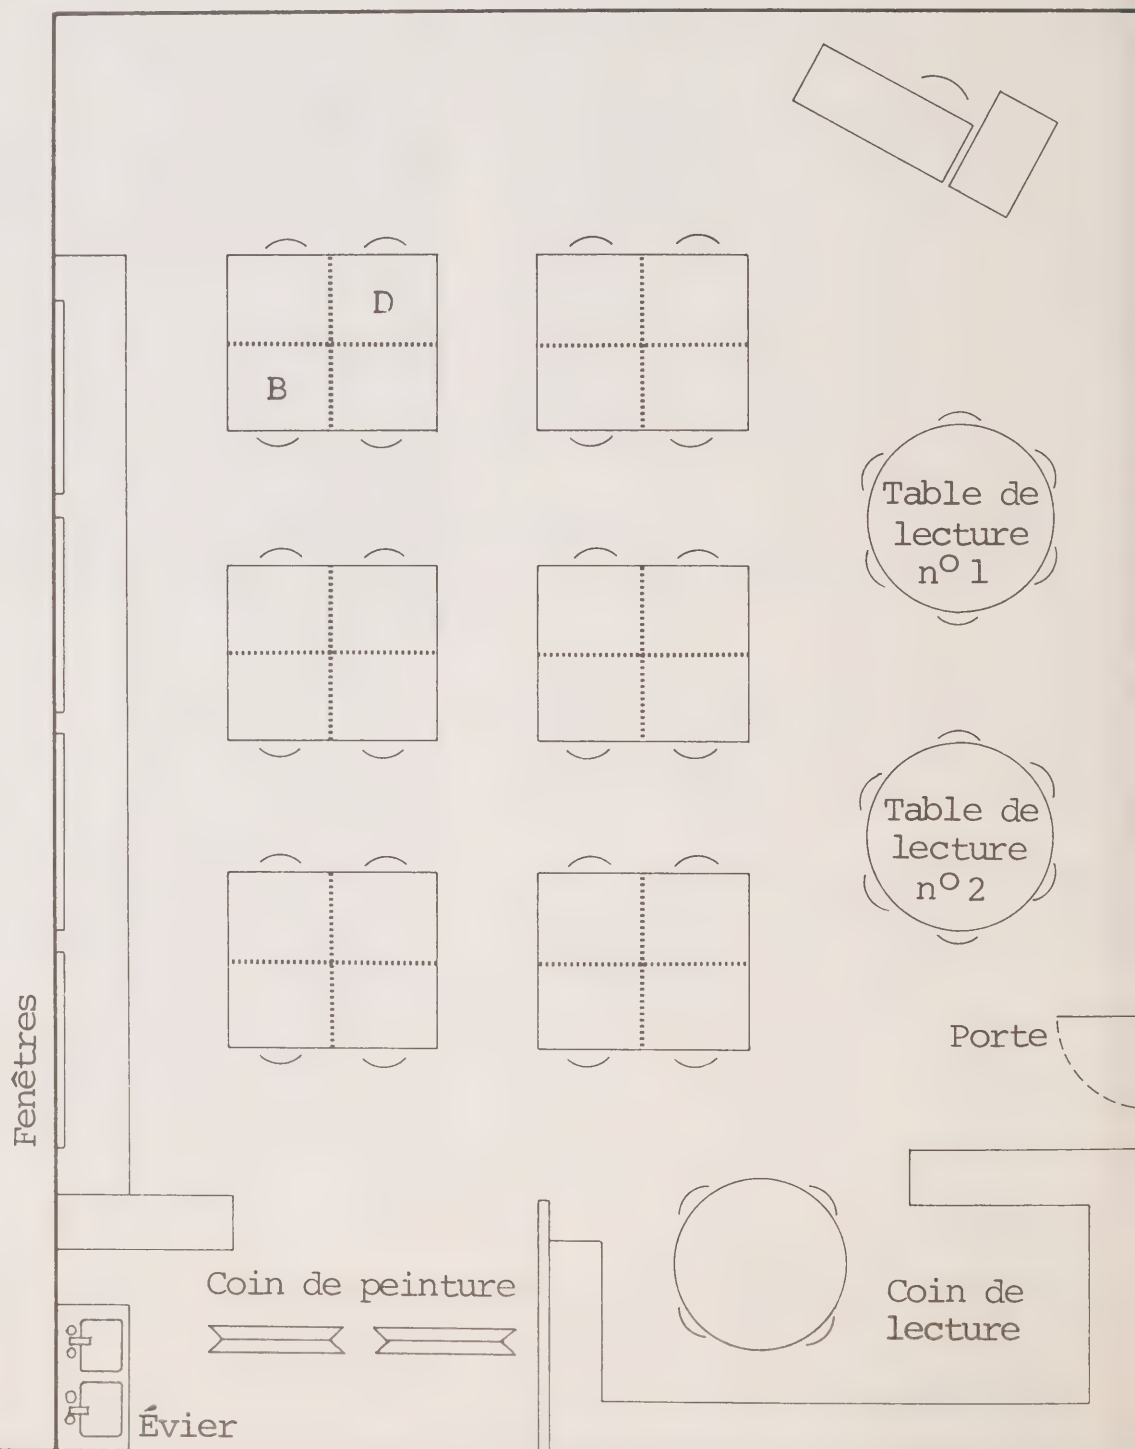 D
B
Table de
lecture
nº 1
Table de
lecture
nº 2
Fenêtres
Porte
Coin de peinture
Coin de
lecture
Évier